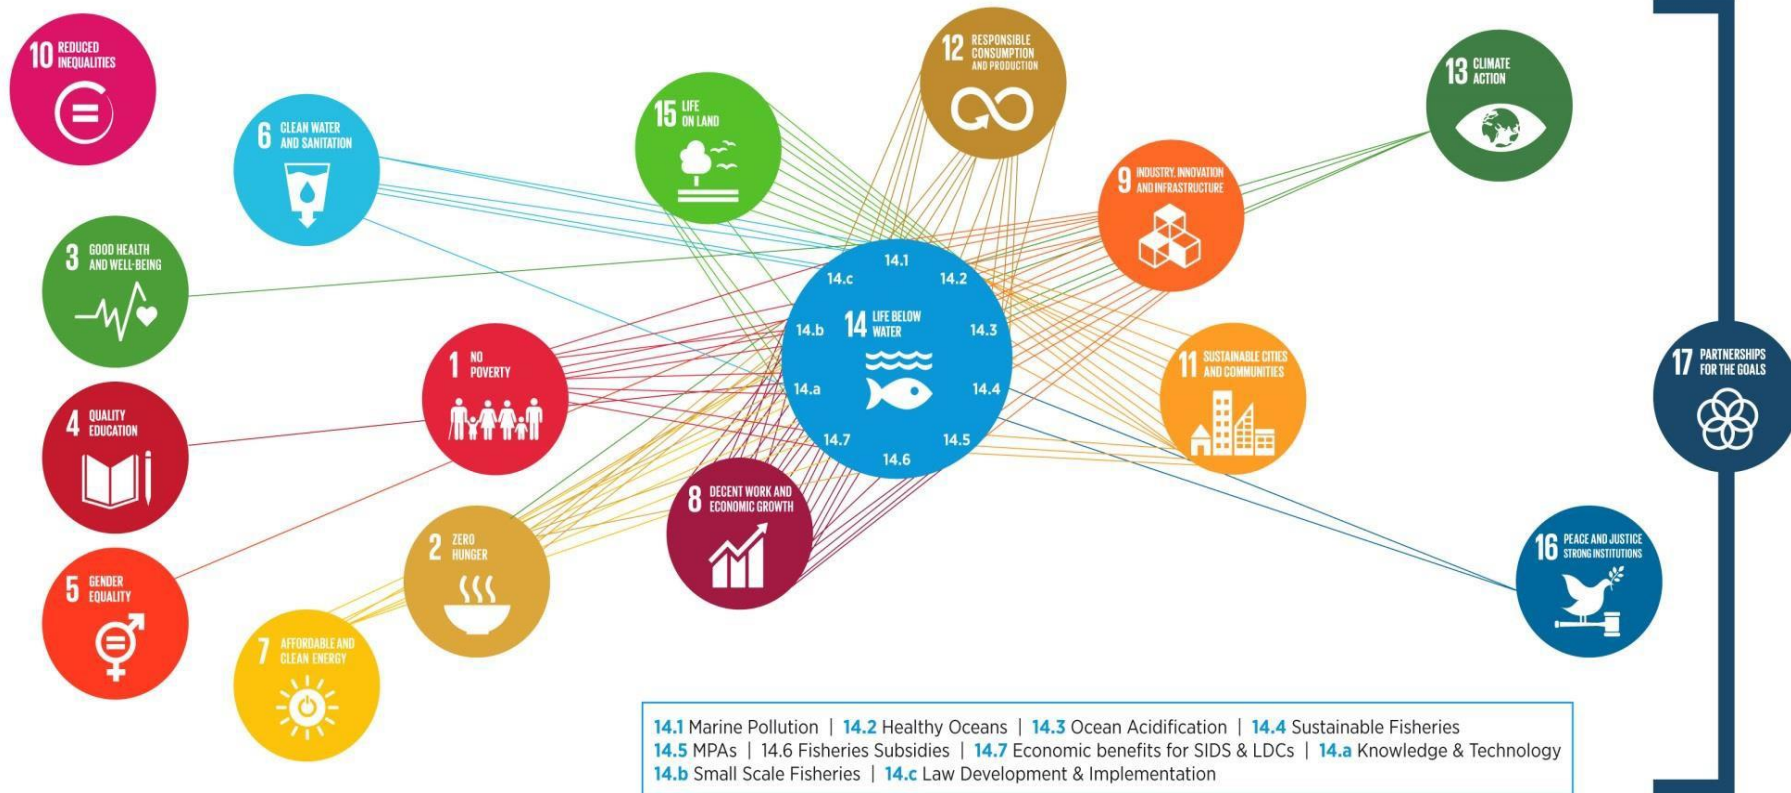 10 REDUCED
INEQUALITIES
6 CLEAN WATER
AND SANITATION
15 LIFE
ON LAND
12 RESPONSIBLE
CONSUMPTION
AND PRODUCTION
13 CLIMATE
ACTION
9 INDUSTRY, INNOVATION
AND INFRASTRUCTURE
3 GOOD HEALTH
AND WELL-BEING
14.1
14.c
14.2
14.b
14 LIFE BELOW
WATER
14.3
14.a
14.4
14.7
14.5
14.6
1 NO
POVERTY
11 SUSTAINABLE CITIES
AND COMMUNITIES
17 PARTNERSHIPS
FOR THE GOALS
4 QUALITY
EDUCATION
8 DECENT WORK AND
ECONOMIC GROWTH
2 ZERO
HUNGER
16 PEACE AND JUSTICE
STRONG INSTITUTIONS
5 GENDER
EQUALITY
7 AFFORDABLE AND
CLEAN ENERGY
14.1 Marine Pollution | 14.2 Healthy Oceans | 14.3 Ocean Acidification | 14.4 Sustainable Fisheries
14.5 MPAs | 14.6 Fisheries Subsidies | 14.7 Economic benefits for SIDS & LDCs | 14.a Knowledge & Technology
14.b Small Scale Fisheries | 14.c Law Development & Implementation